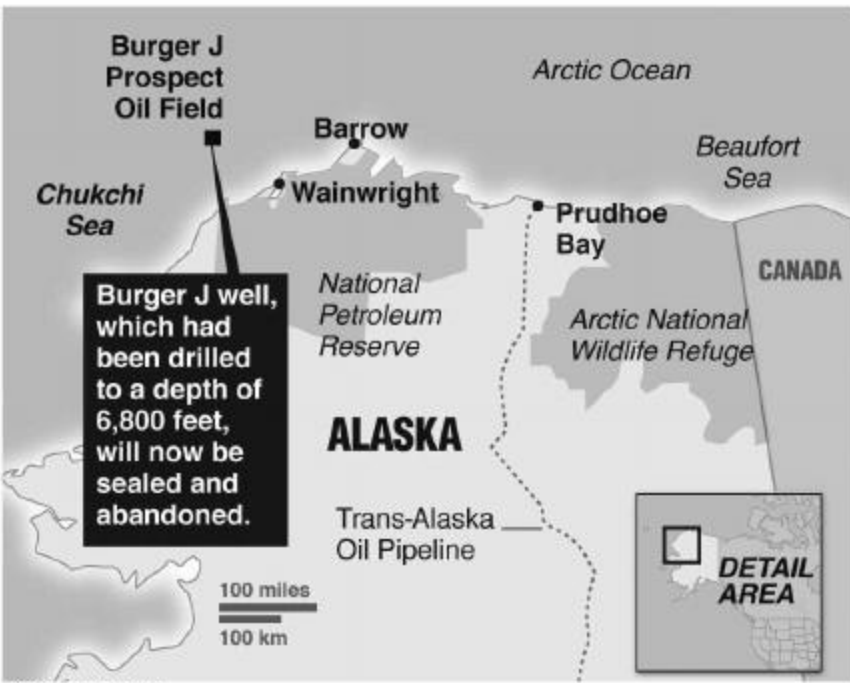 Burger J
Prospect
Oil Field
Arctic Ocean
Barrow
Beaufort
Sea
Chukchi
Sea
Wainwright
Prudhoe
Bay
CANADA
National
Petroleum
Reserve
Arctic National
Wildlife Refuge
Burger J well,
which had
been drilled
to a depth of
6,800 feet,
will now be
sealed and
abandoned.
ALASKA
Trans-Alaska
Oil Pipeline
100 miles
100 km
DETAIL
AREA